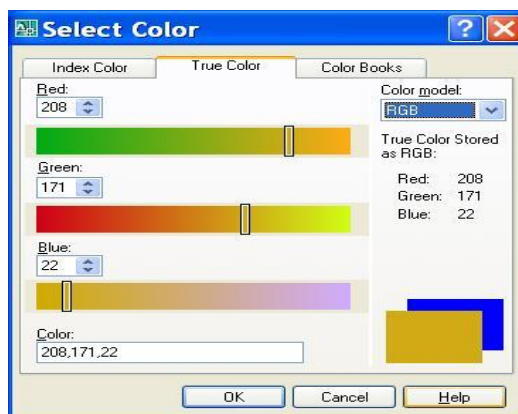 Select Color
Index Color
True Color
Color Books
Red:
208
Green:
171
Blue:
22
Color:
208,171,22
Color model:
RGB
True Color Stored
as RGB:
Red: 208
Green: 171
Blue: 22
OK
Cancel
Help